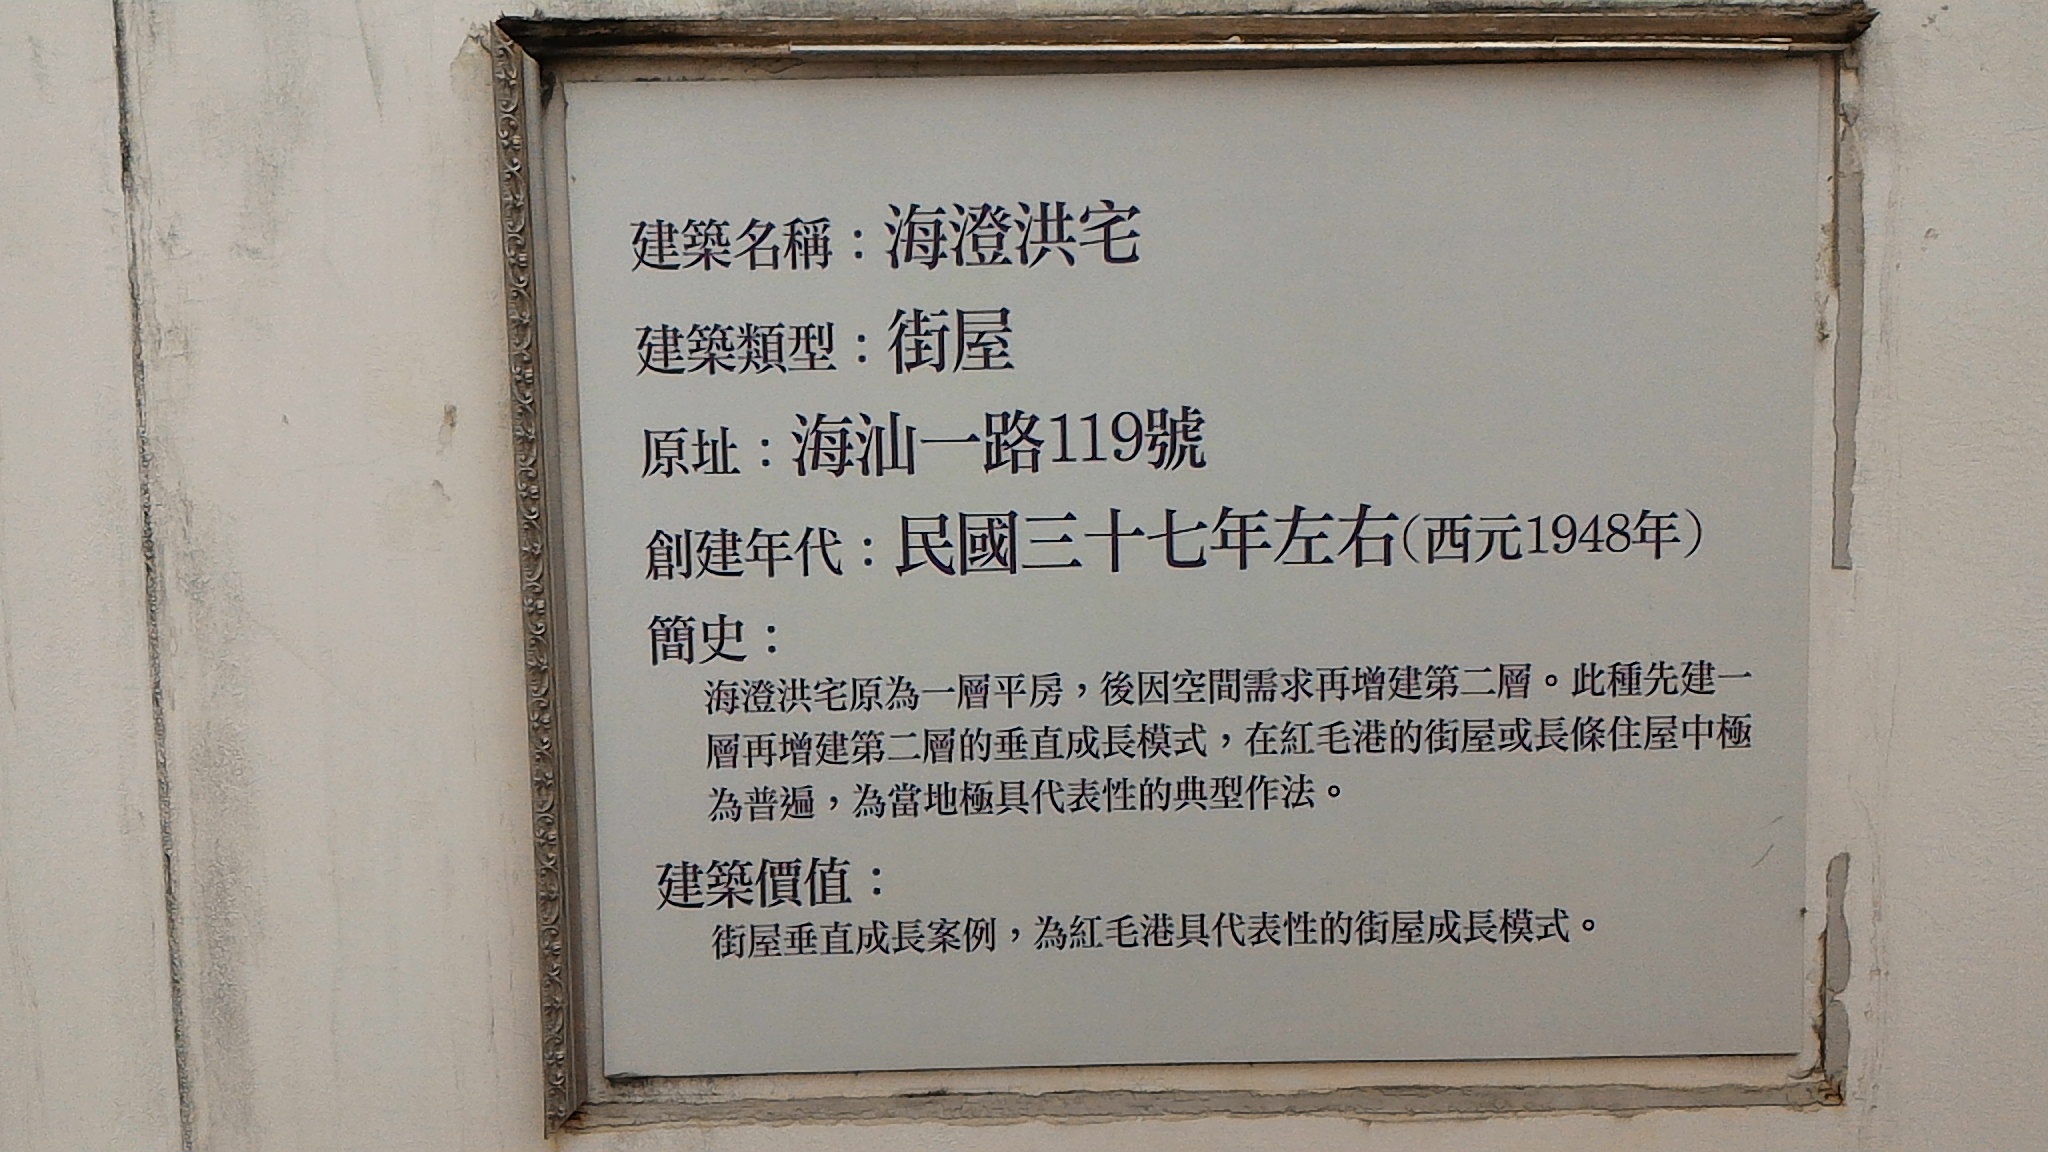 建築名稱：海澄洪宅
建築類型：街屋
原址：海汕一路119號
創建年代：民國三十七年左右（西元1948年）
簡史：
海澄洪宅原為一層平房，後因空間需求再增建第二層。此種先建一
層再增建第二層的垂直成長模式，在紅毛港的街屋或長條住屋中極
為普遍，為當地極具代表性的典型作法。
建築價值：
街屋垂直成長案例，為紅毛港具代表性的街屋成長模式。